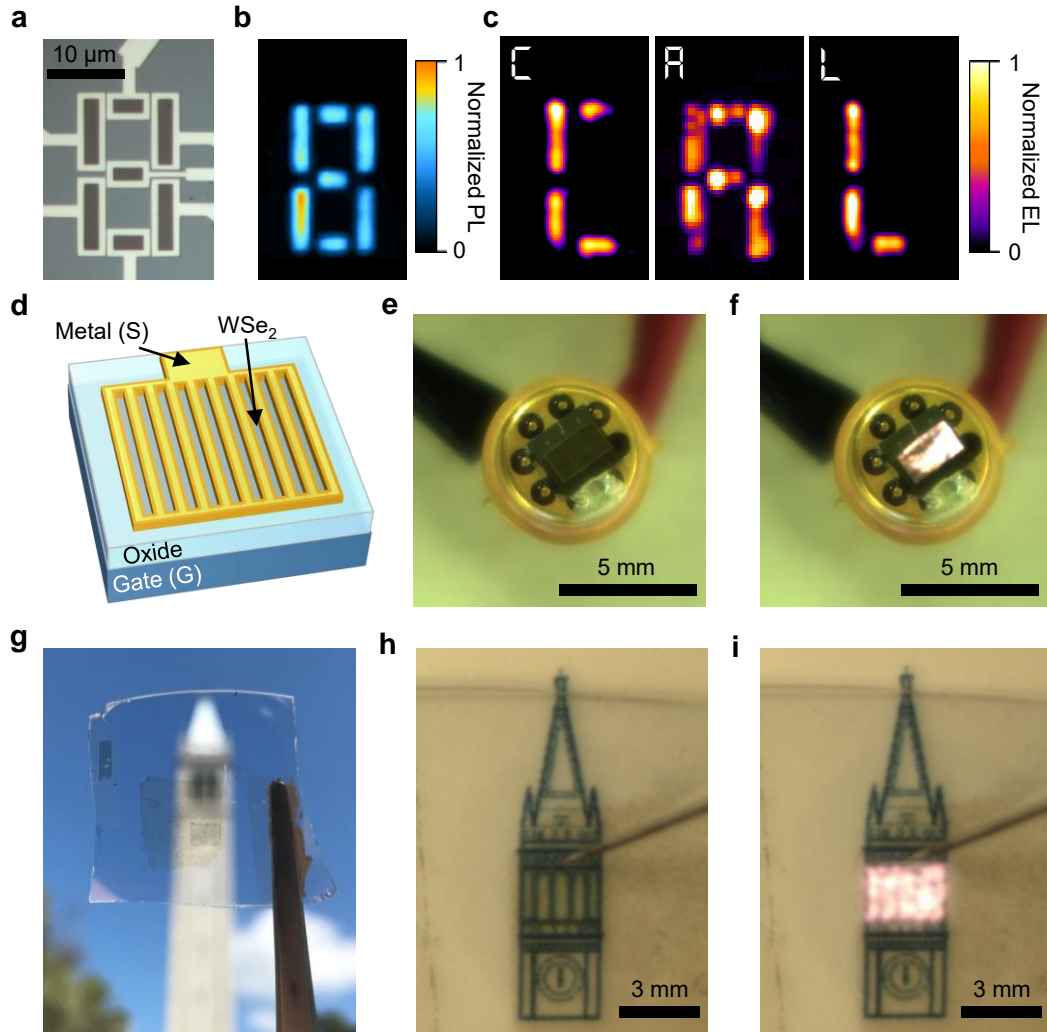 a
10 µm
b
1
Normalized PL
0
c
C
A
L
1
Normalized EL
0
d
Metal (S)
WSe₂
Oxide
Gate (G)
e
5 mm
f
5 mm
g
h
3 mm
i
3 mm